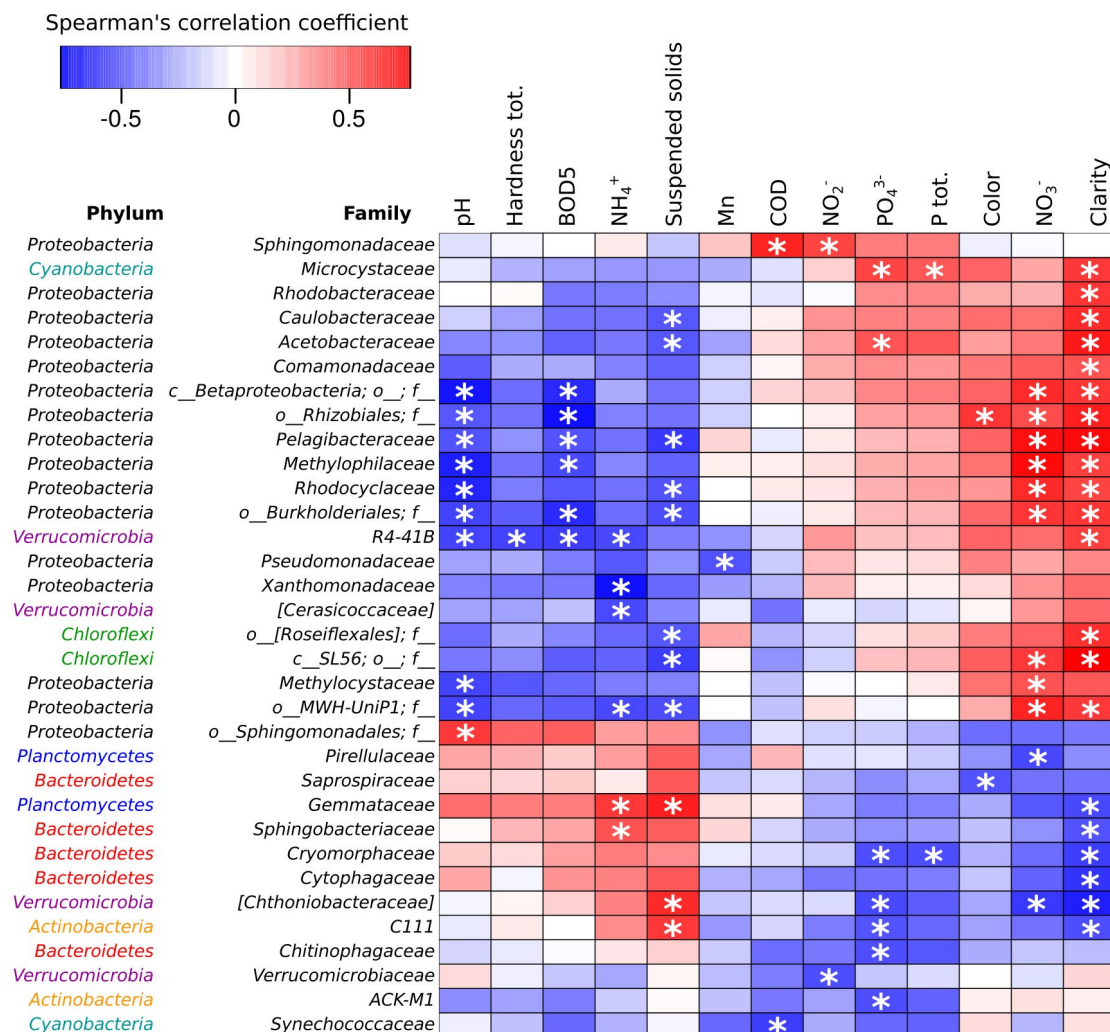 Spearman's correlation coefficient
-0.5 0 0.5
Phylum Family pH Hardness tot. BOD5 NH₄⁺ Suspended solids Mn COD NO₂⁻ PO₄³⁻ P tot. Color NO₃⁻ Clarity
Proteobacteria Sphingomonadaceae * *
Cyanobacteria Microcystaceae * * *
Proteobacteria Rhodobacteraceae *
Proteobacteria Caulobacteraceae * *
Proteobacteria Acetobacteraceae * * *
Proteobacteria Comamonadaceae *
Proteobacteria c__Betaproteobacteria; o__; f__ * * * *
Proteobacteria o__Rhizobiales; f__ * * * * *
Proteobacteria Pelagibacteraceae * * * * *
Proteobacteria Methylophilaceae * * * *
Proteobacteria Rhodocyclaceae * * * *
Proteobacteria o__Burkholderiales; f__ * * * * *
Verrucomicrobia R4-41B * * * * *
Proteobacteria Pseudomonadaceae *
Proteobacteria Xanthomonadaceae *
Verrucomicrobia [Cerasicoccaceae] *
Chloroflexi o__[Roseiflexales]; f__ * *
Chloroflexi c__SL56; o__; f__ * * *
Proteobacteria Methylocystaceae * *
Proteobacteria o__MWH-UniP1; f__ * * * * *
Proteobacteria o__Sphingomonadales; f__ *
Planctomycetes Pirellulaceae *
Bacteroidetes Saprospiraceae *
Planctomycetes Gemmataceae * * *
Bacteroidetes Sphingobacteriaceae * *
Bacteroidetes Cryomorphaceae * * *
Bacteroidetes Cytophagaceae *
Verrucomicrobia [Chthoniobacteraceae] * * * *
Actinobacteria C111 * * *
Bacteroidetes Chitinophagaceae *
Verrucomicrobia Verrucomicrobiaceae *
Actinobacteria ACK-M1 *
Cyanobacteria Synechococcaceae *